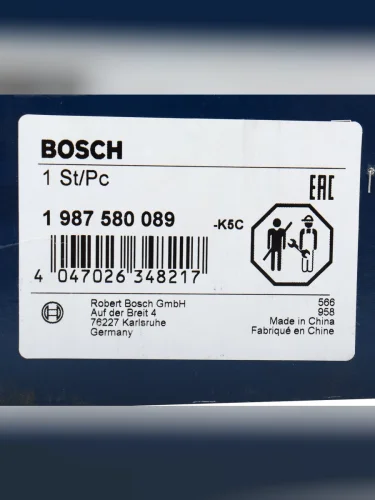 BOSCH
1 St/Pc
EAC
1 987 580 089
-K5C
4 047026 348217
Robert Bosch GmbH
Auf der Breit 4
76227 Karlsruhe
Germany
566
958
Made in China
Fabriqué en Chine